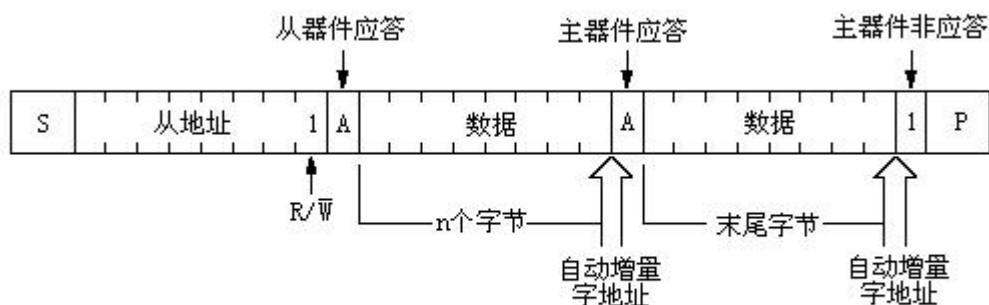 从器件应答 主器件应答 主器件非应答
S 从地址 1 A 数据 A 数据 1 P
R/W̅
n个字节 末尾字节
自动增量 自动增量
字地址 字地址